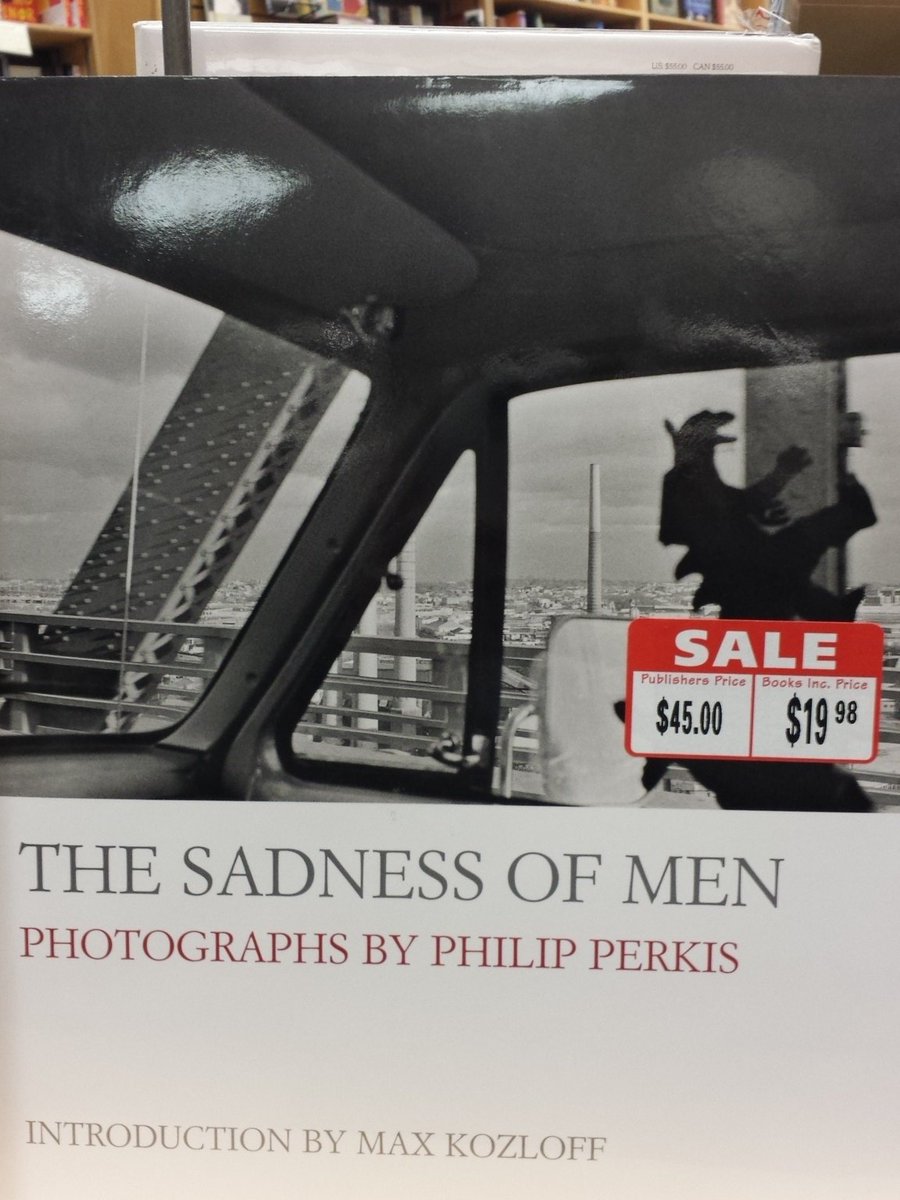 US $55.00 CAN $55.00
SALE
Publishers Price
$45.00
Books Inc. Price
$19 98
THE SADNESS OF MEN
PHOTOGRAPHS BY PHILIP PERKIS
INTRODUCTION BY MAX KOZLOFF